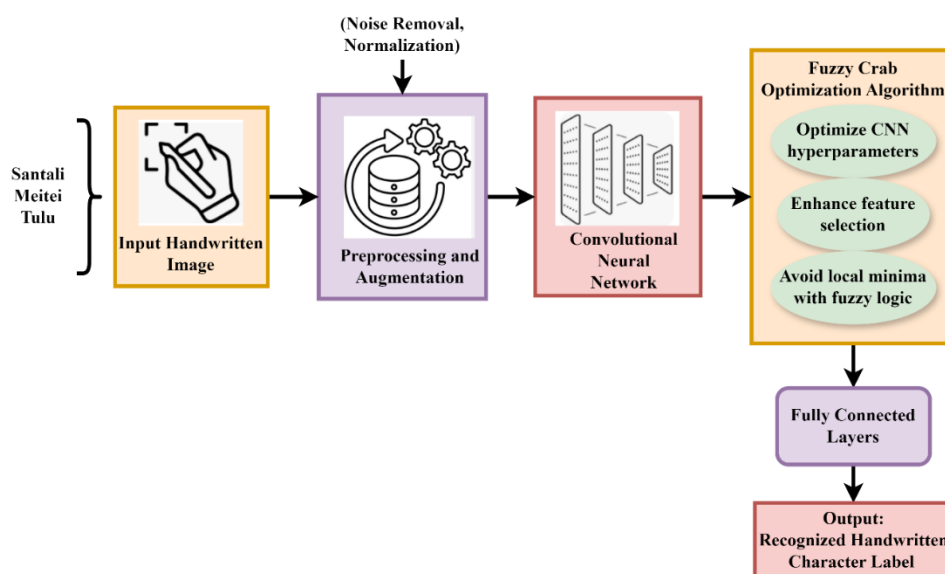 (Noise Removal,
Normalization)
Santali
Meitei
Tulu
Input Handwritten
Image
Preprocessing and
Augmentation
Convolutional
Neural
Network
Fuzzy Crab
Optimization Algorithm
Optimize CNN
hyperparameters
Enhance feature
selection
Avoid local minima
with fuzzy logic
Fully Connected
Layers
Output:
Recognized Handwritten
Character Label